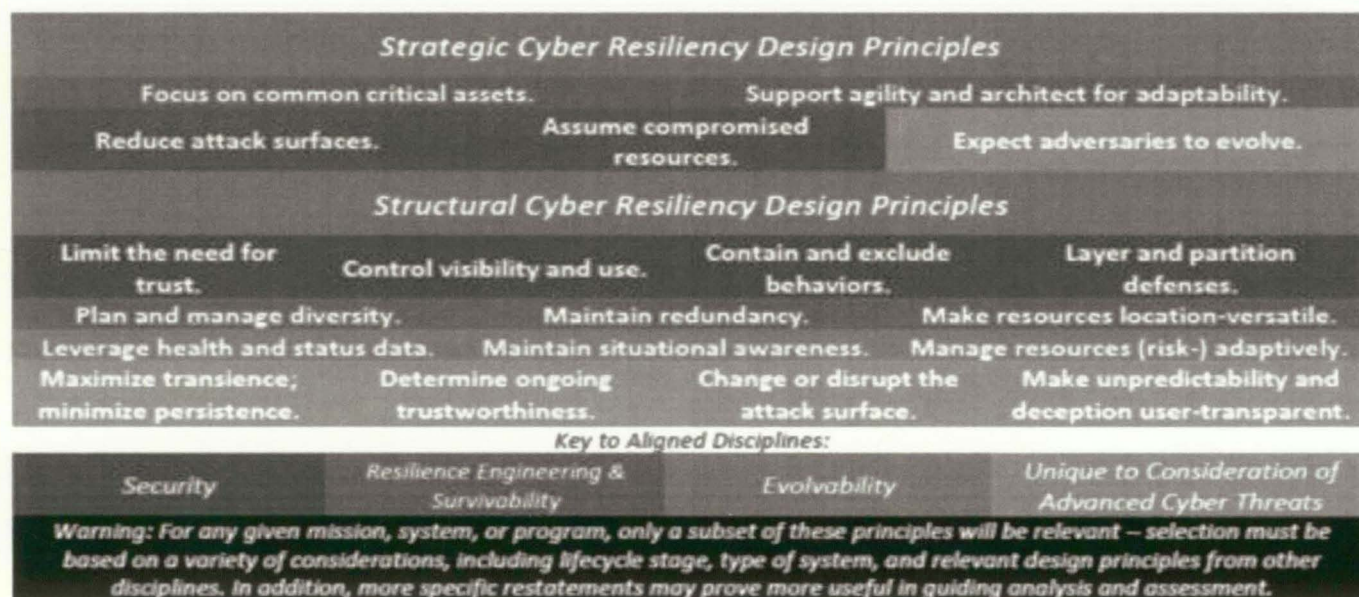 Strategic Cyber Resiliency Design Principles
Focus on common critical assets. Support agility and architect for adaptability.
Reduce attack surfaces. Assume compromised resources. Expect adversaries to evolve.
Structural Cyber Resiliency Design Principles
Limit the need for trust. Control visibility and use. Contain and exclude behaviors. Layer and partition defenses.
Plan and manage diversity. Maintain redundancy. Make resources location-versatile.
Leverage health and status data. Maintain situational awareness. Manage resources (risk-) adaptively.
Maximize transience; minimize persistence. Determine ongoing trustworthiness. Change or disrupt the attack surface. Make unpredictability and deception user-transparent.
Key to Aligned Disciplines:
Security Resilience Engineering & Survivability Evolvability Unique to Consideration of Advanced Cyber Threats
Warning: For any given mission, system, or program, only a subset of these principles will be relevant – selection must be
based on a variety of considerations, including lifecycle stage, type of system, and relevant design principles from other
disciplines. In addition, more specific restatements may prove more useful in guiding analysis and assessment.